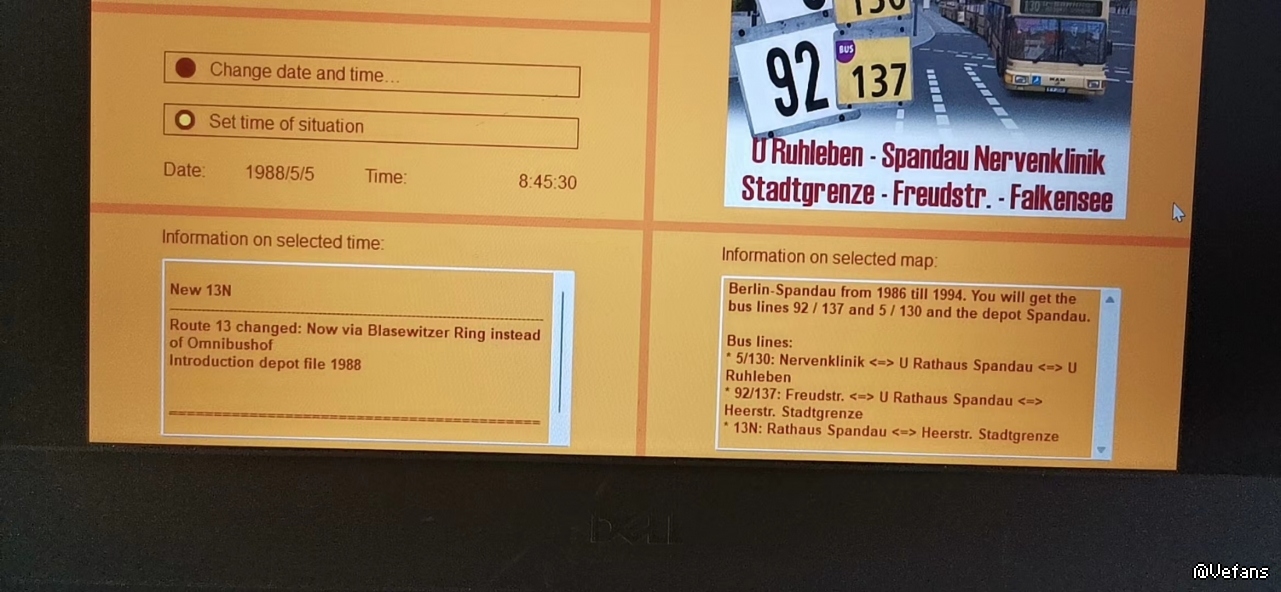 Change date and time...
Set time of situation
Date: 1988/5/5 Time: 8:45:30
Information on selected time:
New 13N
Route 13 changed: Now via Blasewitzer Ring instead
of Omnibushof
Introduction depot file 1988
130
92
BUS
137
MAN
U Ruhleben - Spandau Nervenklinik
Stadtgrenze - Freudstr. - Falkensee
Information on selected map:
Berlin-Spandau from 1986 till 1994. You will get the
bus lines 92 / 137 and 5 / 130 and the depot Spandau.
Bus lines:
* 5/130: Nervenklinik <=> U Rathaus Spandau <=> U
Ruhleben
* 92/137: Freudstr. <=> U Rathaus Spandau <=>
Heerstr. Stadtgrenze
* 13N: Rathaus Spandau <=> Heerstr. Stadtgrenze
DELL
@Vefans